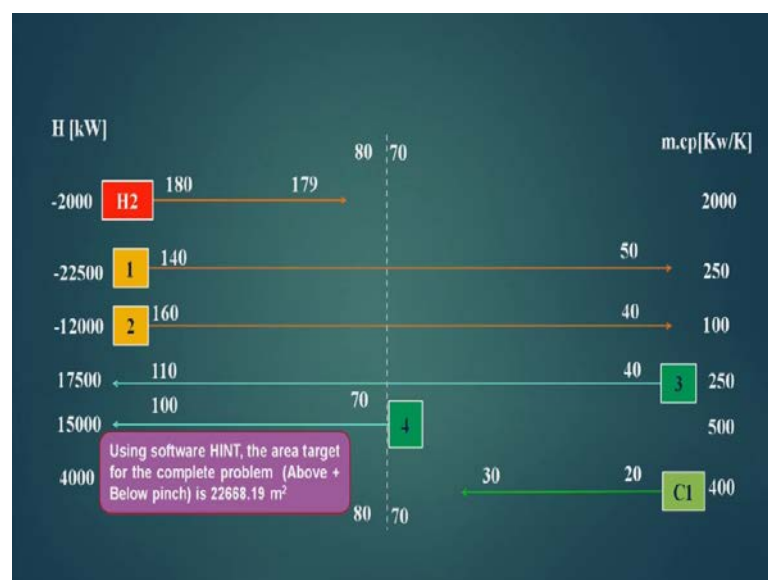 H [kW]
m.cp[Kw/K]
80 70
-2000 H2 180 179 2000
-22500 1 140 50 250
-12000 2 160 40 100
17500 110 40 3 250
15000 100 70 4 500
Using software HINT, the area target
for the complete problem (Above +
Below pinch) is 22668.19 m²
4000 30 20 C1 400
80 70